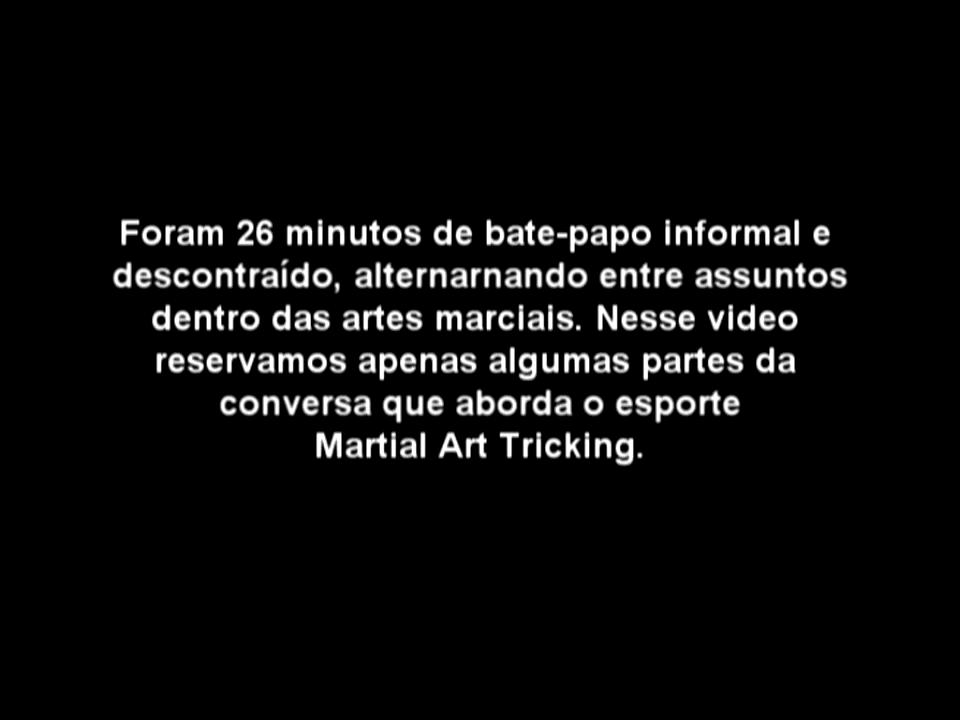 Foram 26 minutos de bate-papo informal e
descontraído, alternarnando entre assuntos
dentro das artes marciais. Nesse video
reservamos apenas algumas partes da
conversa que aborda o esporte
Martial Art Tricking.